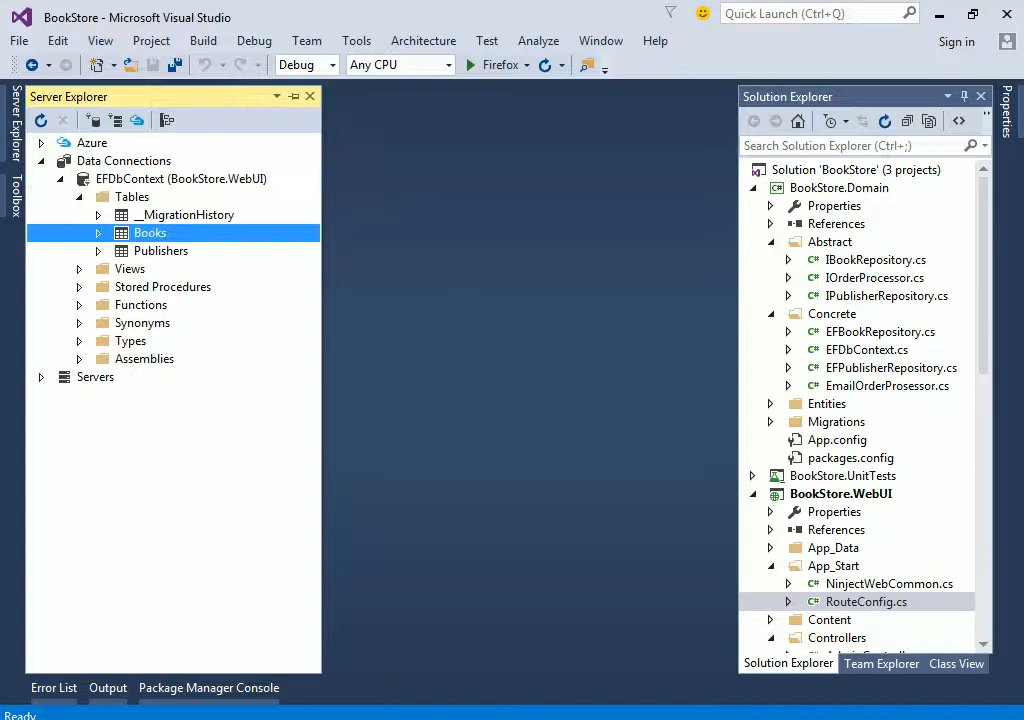 BookStore - Microsoft Visual Studio
Quick Launch (Ctrl+Q)
File Edit View Project Build Debug Team Tools Architecture Test Analyze Window Help
Sign in
Debug Any CPU Firefox
Server Explorer
Toolbox
Server Explorer
Azure
Data Connections
EFDbContext (BookStore.WebUI)
Tables
__MigrationHistory
Books
Publishers
Views
Stored Procedures
Functions
Synonyms
Types
Assemblies
Servers
Solution Explorer
Search Solution Explorer (Ctrl+;)
Solution 'BookStore' (3 projects)
BookStore.Domain
Properties
References
Abstract
IBookRepository.cs
IOrderProcessor.cs
IPublisherRepository.cs
Concrete
EFBookRepository.cs
EFDbContext.cs
EFPublisherRepository.cs
EmailOrderProsessor.cs
Entities
Migrations
App.config
packages.config
BookStore.UnitTests
BookStore.WebUI
Properties
References
App_Data
App_Start
NinjectWebCommon.cs
RouteConfig.cs
Content
Controllers
Solution Explorer Team Explorer Class View
Properties
Error List Output Package Manager Console
Ready